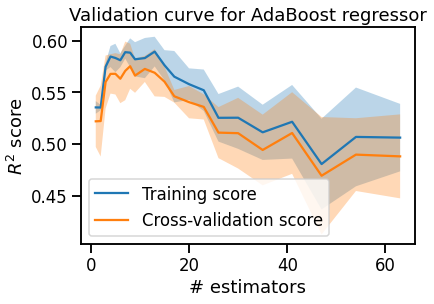 Validation curve for AdaBoost regressor
R² score
0.60
0.55
0.50
0.45
Training score
Cross-validation score
0 20 40 60
# estimators